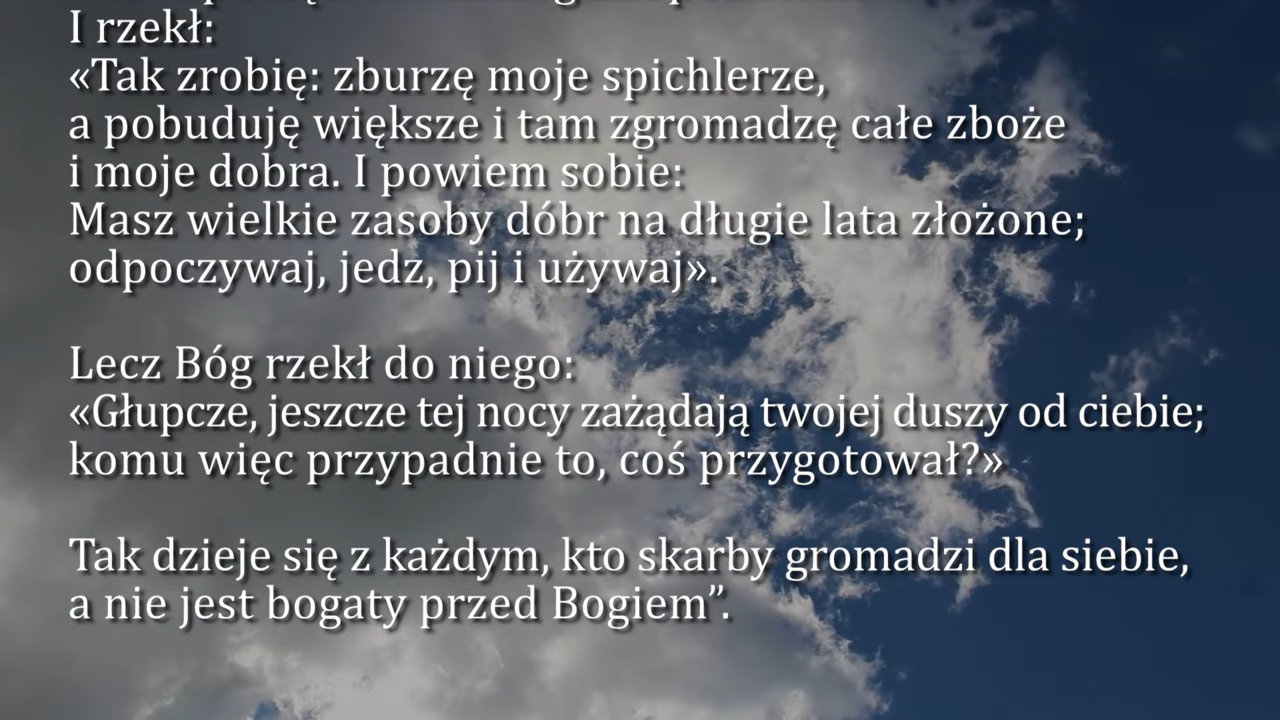 I rzekł:
«Tak zrobię: zburzę moje spichlerze,
a pobuduję większe i tam zgromadzę całe zboże
i moje dobra. I powiem sobie:
Masz wielkie zasoby dóbr na długie lata złożone;
odpoczywaj, jedz, pij i używaj».
Lecz Bóg rzekł do niego:
«Głupcze, jeszcze tej nocy zażądają twojej duszy od ciebie;
komu więc przypadnie to, coś przygotował?»
Tak dzieje się z każdym, kto skarby gromadzi dla siebie,
a nie jest bogaty przed Bogiem”.